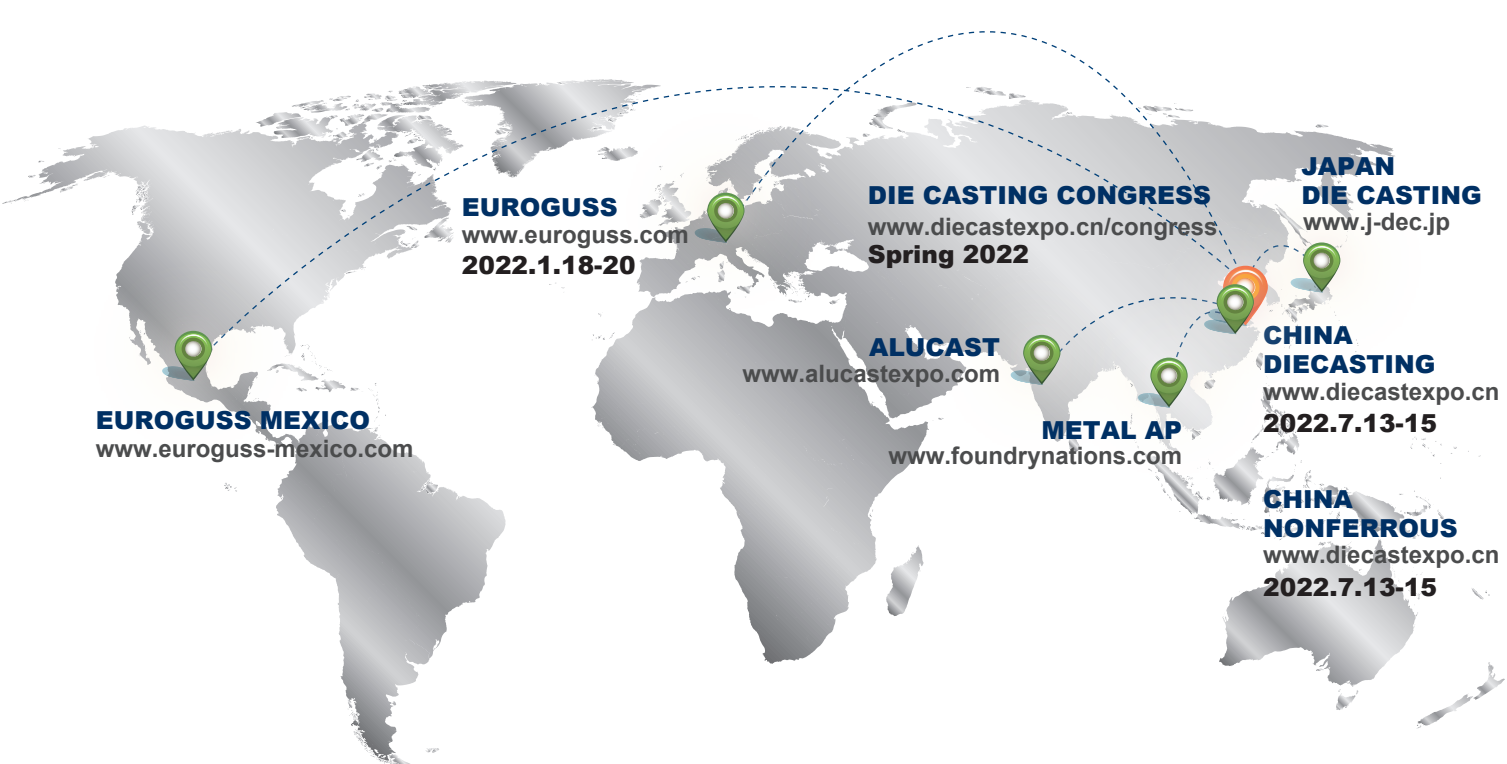 EUROGUSS
www.euroguss.com
2022.1.18-20
DIE CASTING CONGRESS
www.diecastexpo.cn/congress
Spring 2022
JAPAN
DIE CASTING
www.j-dec.jp
ALUCAST
www.alucastexpo.com
CHINA
DIECASTING
www.diecastexpo.cn
2022.7.13-15
EUROGUSS MEXICO
www.euroguss-mexico.com
METAL AP
www.foundrynations.com
CHINA
NONFERROUS
www.diecastexpo.cn
2022.7.13-15